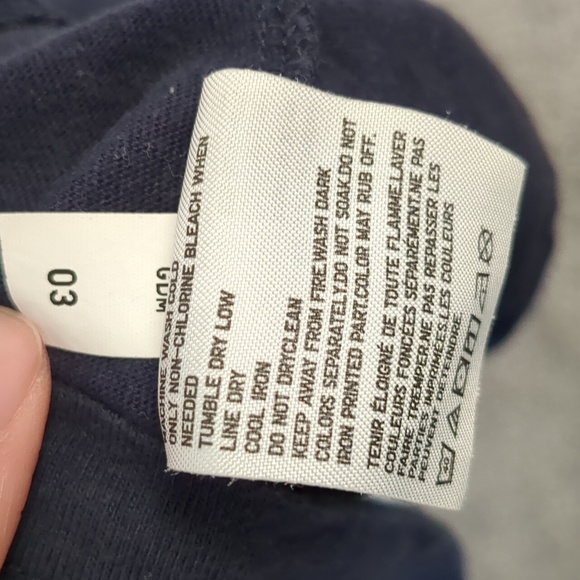 03
MACHINE WASH COLD
ONLY NON-CHLORINE BLEACH WHEN
NEEDED
TUMBLE DRY LOW
LINE DRY
COOL IRON
DO NOT DRYCLEAN
KEEP AWAY FROM FIRE.WASH DARK
COLORS SEPARATELY.DO NOT SOAK.DO NOT
IRON PRINTED PART.COLOR MAY RUB OFF.
TENIR ÉLOIGNÉ DE TOUTE FLAMME.LAVER
COULEURS FONCÉES SÉPAREMENT.NE PAS
FAIRE TREMPER.NE PAS REPASSER LES
PARTIES IMPRIMÉES.LES COULEURS
PEUVENT DÉTEINDRE